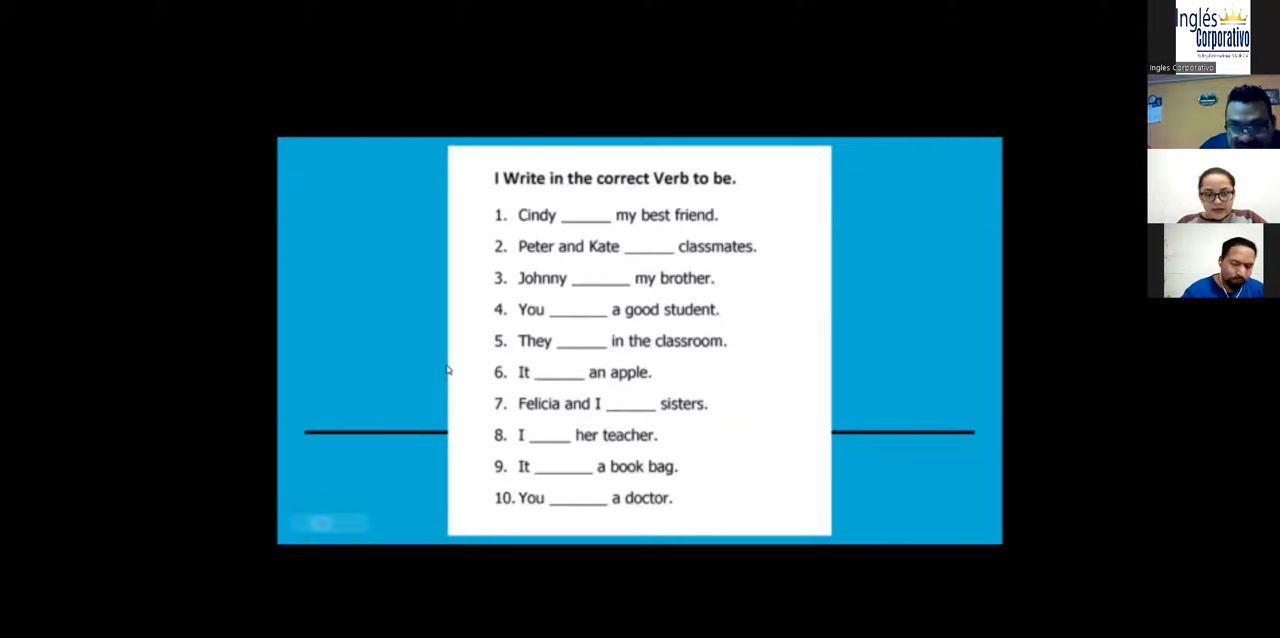 I Write in the correct Verb to be.
1. Cindy ______ my best friend.
2. Peter and Kate ______ classmates.
3. Johnny _______ my brother.
4. You _______ a good student.
5. They ______ in the classroom.
6. It ______ an apple.
7. Felicia and I ______ sisters.
8. I _____ her teacher.
9. It _______ a book bag.
10. You _______ a doctor.
Inglés
Corporativo
Ingles Corporativo